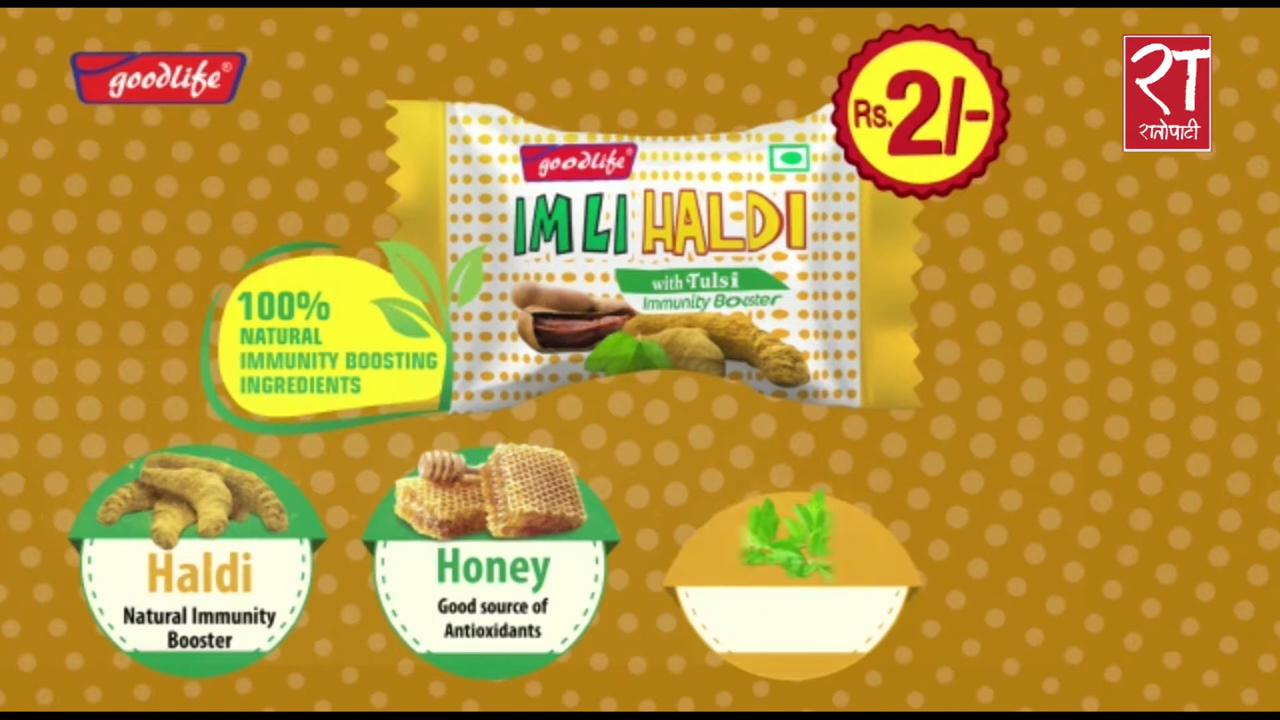 goodlife®
Rs. 2/-
रा
रातोपाटी
goodlife®
IMLI HALDI
with Tulsi
Immunity Booster
100%
NATURAL
IMMUNITY BOOSTING
INGREDIENTS
Haldi
Natural Immunity
Booster
Honey
Good source of
Antioxidants